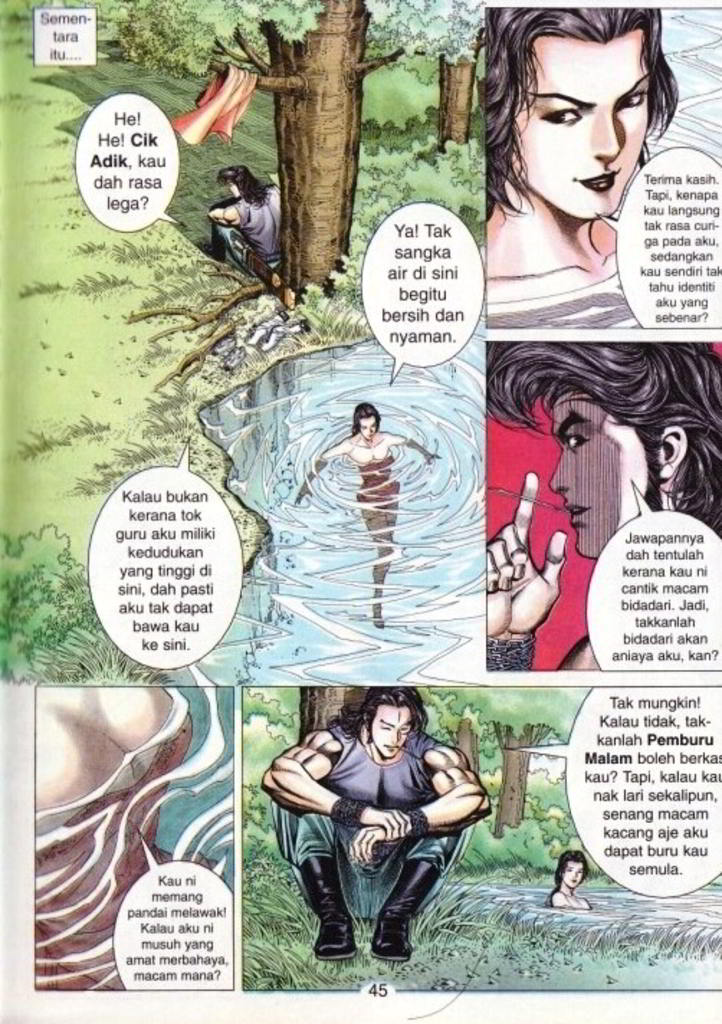 Semen-
tara
itu....
He!
He! Cik
Adik, kau
dah rasa
lega?
Ya! Tak
sangka
air di sini
begitu
bersih dan
nyaman.
Kalau bukan
kerana tok
guru aku miliki
kedudukan
yang tinggi di
sini, dah pasti
aku tak dapat
bawa kau
ke sini.
Terima kasih.
Tapi, kenapa
kau langsung
tak rasa curi-
ga pada aku,
sedangkan
kau sendiri tak
tahu identiti
aku yang
sebenar?
Jawapannya
dah tentulah
kerana kau ni
cantik macam
bidadari. Jadi,
takkanlah
bidadari akan
aniaya aku, kan?
Kau ni
memang
pandai melawak!
Kalau aku ni
musuh yang
amat merbahaya,
macam mana?
Tak mungkin!
Kalau tidak, tak-
kanlah Pemburu
Malam boleh berkas
kau? Tapi, kalau kau
nak lari sekalipun,
senang macam
kacang aje aku
dapat buru kau
semula.
45